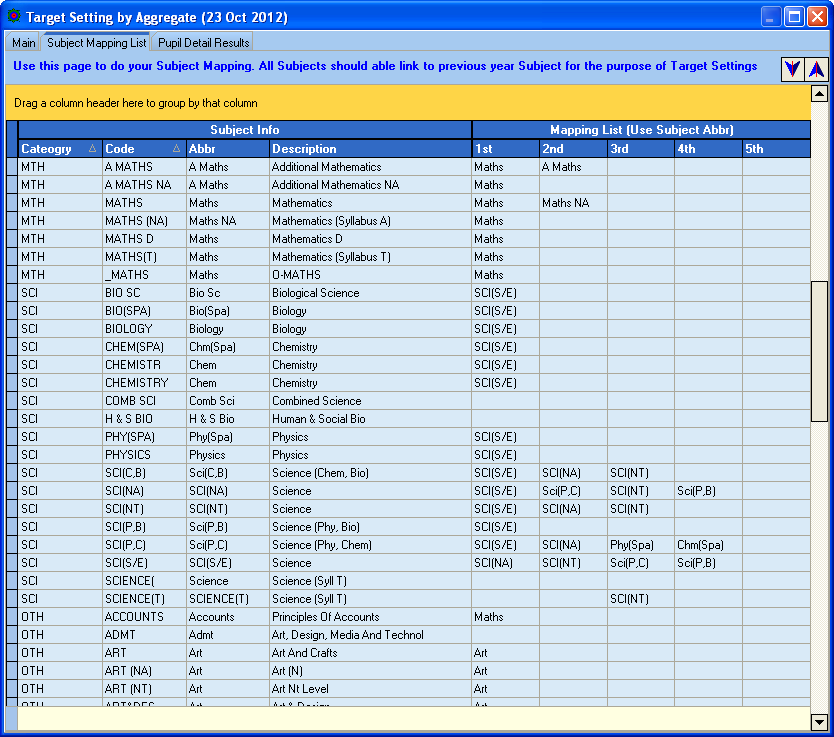 Target Setting by Aggregate (23 Oct 2012)
Main Subject Mapping List Pupil Detail Results
Use this page to do your Subject Mapping. All Subjects should able link to previous year Subject for the purpose of Target Settings
Drag a column header here to group by that column
Subject Info Mapping List (Use Subject Abbr)
Cateogry Code Abbr Description 1st 2nd 3rd 4th 5th
MTH A MATHS A Maths Additional Mathematics Maths A Maths
MTH A MATHS NA A Maths Additional Mathematics NA Maths
MTH MATHS Maths Mathematics Maths Maths NA
MTH MATHS (NA) Maths NA Mathematics (Syllabus A) Maths
MTH MATHS D Maths Mathematics D Maths
MTH MATHS(T) Maths Mathematics (Syllabus T) Maths
MTH _MATHS Maths O-MATHS Maths
SCI BIO SC Bio Sc Biological Science SCI(S/E)
SCI BIO(SPA) Bio(Spa) Biology SCI(S/E)
SCI BIOLOGY Biology Biology SCI(S/E)
SCI CHEM(SPA) Chm(Spa) Chemistry SCI(S/E)
SCI CHEMISTR Chem Chemistry SCI(S/E)
SCI CHEMISTRY Chem Chemistry SCI(S/E)
SCI COMB SCI Comb Sci Combined Science
SCI H & S BIO H & S Bio Human & Social Bio
SCI PHY(SPA) Phy(Spa) Physics SCI(S/E)
SCI PHYSICS Physics Physics SCI(S/E)
SCI SCI(C,B) Sci(C,B) Science (Chem, Bio) SCI(S/E) SCI(NA) SCI(NT)
SCI SCI(NA) SCI(NA) Science SCI(S/E) Sci(P,C) SCI(NT) Sci(P,B)
SCI SCI(NT) SCI(NT) Science SCI(S/E) SCI(NA) SCI(NT)
SCI SCI(P,B) Sci(P,B) Science (Phy, Bio) SCI(S/E)
SCI SCI(P,C) Sci(P,C) Science (Phy, Chem) SCI(S/E) SCI(NA) Phy(Spa) Chm(Spa)
SCI SCI(S/E) SCI(S/E) Science SCI(NA) SCI(NT) Sci(P,C) Sci(P,B)
SCI SCIENCE( Science Science (Syll T)
SCI SCIENCE(T) SCIENCE(T) Science (Syll T) SCI(NT)
OTH ACCOUNTS Accounts Principles Of Accounts Maths
OTH ADMT Admt Art, Design, Media And Technol
OTH ART Art Art And Crafts Art
OTH ART (NA) Art Art (N) Art
OTH ART (NT) Art Art Nt Level Art
OTH ART&DES Art Art & Design Art